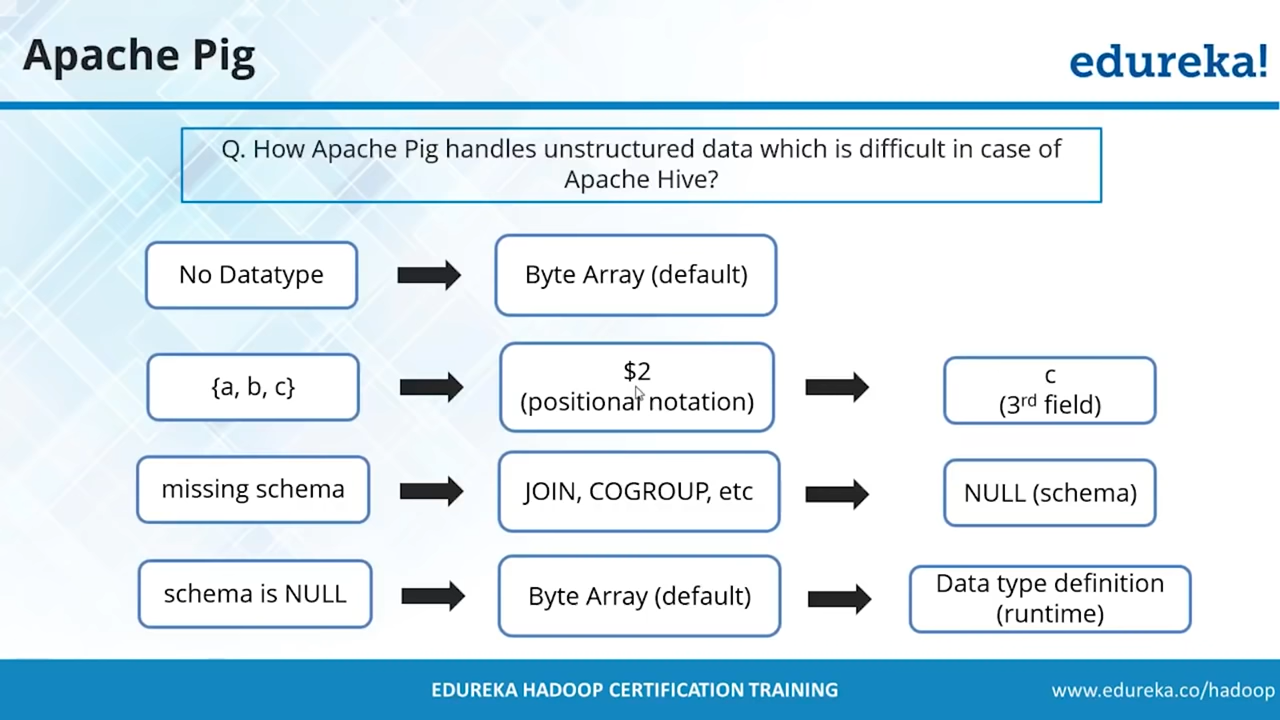 Apache Pig
edureka!
Q. How Apache Pig handles unstructured data which is difficult in case of
Apache Hive?
No Datatype
Byte Array (default)
{a, b, c}
$2
(positional notation)
c
(3rd field)
missing schema
JOIN, COGROUP, etc
NULL (schema)
schema is NULL
Byte Array (default)
Data type definition
(runtime)
EDUREKA HADOOP CERTIFICATION TRAINING
www.edureka.co/hadoop